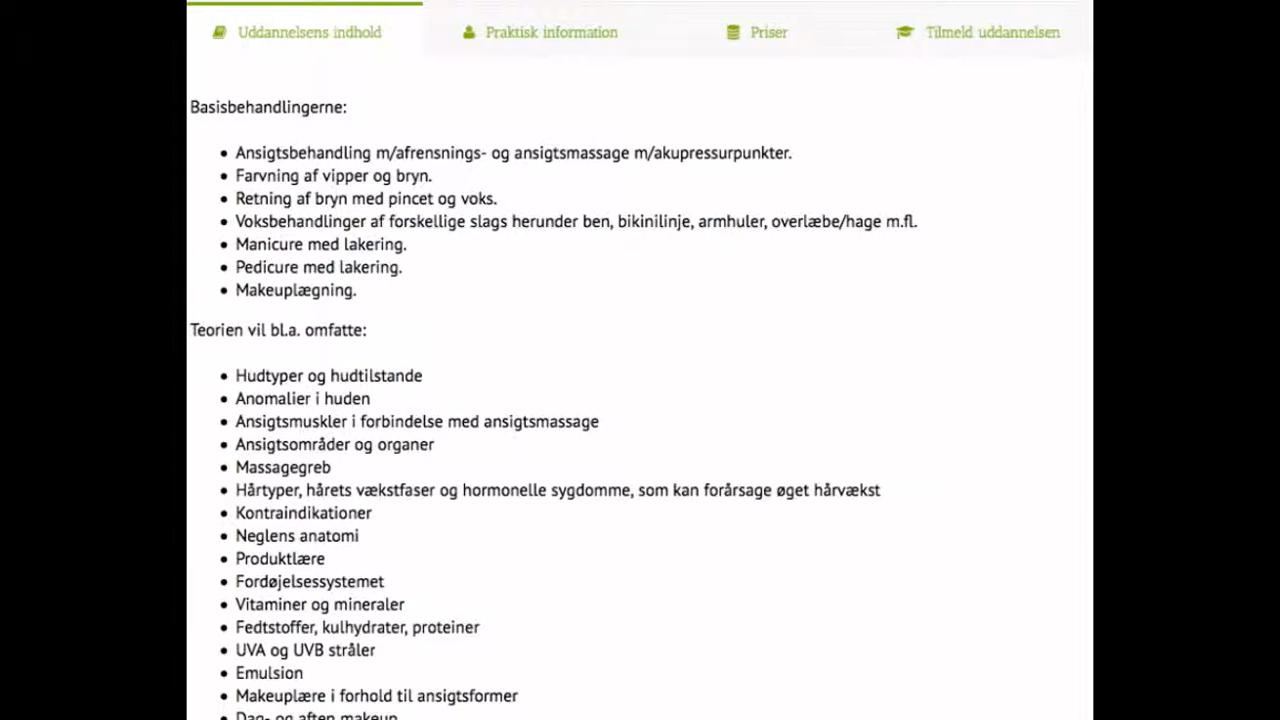 Uddannelsens indhold Praktisk information Priser Tilmeld uddannelsen
Basisbehandlingerne:
Ansigtsbehandling m/afrensnings- og ansigtsmassage m/akupressurpunkter.
Farvning af vipper og bryn.
Retning af bryn med pincet og voks.
Voksbehandlinger af forskellige slags herunder ben, bikinilinje, armhuler, overlæbe/hage m.fl.
Manicure med lakering.
Pedicure med lakering.
Makeuplægning.
Teorien vil bl.a. omfatte:
Hudtyper og hudtilstande
Anomalier i huden
Ansigtsmuskler i forbindelse med ansigtsmassage
Ansigtsområder og organer
Massagegreb
Hårtyper, hårets vækstfaser og hormonelle sygdomme, som kan forårsage øget hårvækst
Kontraindikationer
Neglens anatomi
Produktlære
Fordøjelsessystemet
Vitaminer og mineraler
Fedtstoffer, kulhydrater, proteiner
UVA og UVB stråler
Emulsion
Makeuplære i forhold til ansigtsformer
Dag- og aften makeup